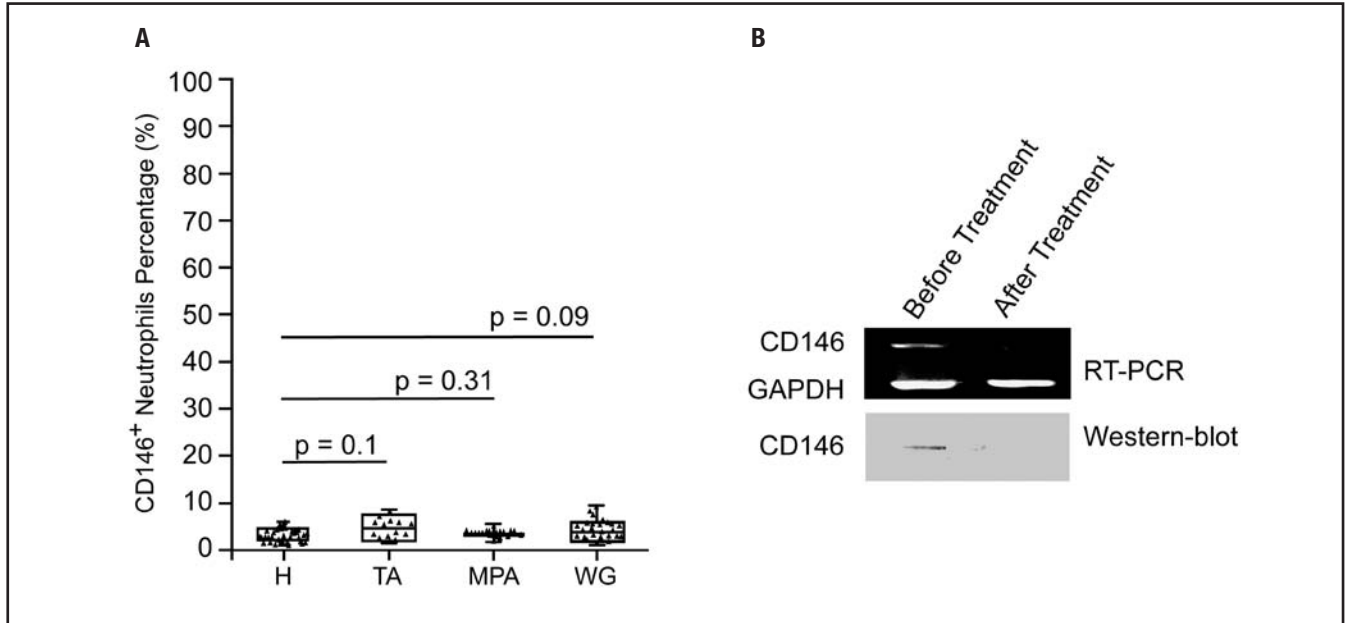 A
CD146+ Neutrophils Percentage (%)
100
90
80
70
60
50
40
30
20
10
0
p = 0.09
p = 0.31
p = 0.1
H TA MPA WG
B
Before Treatment
After Treatment
CD146
GAPDH
RT-PCR
CD146
Western-blot